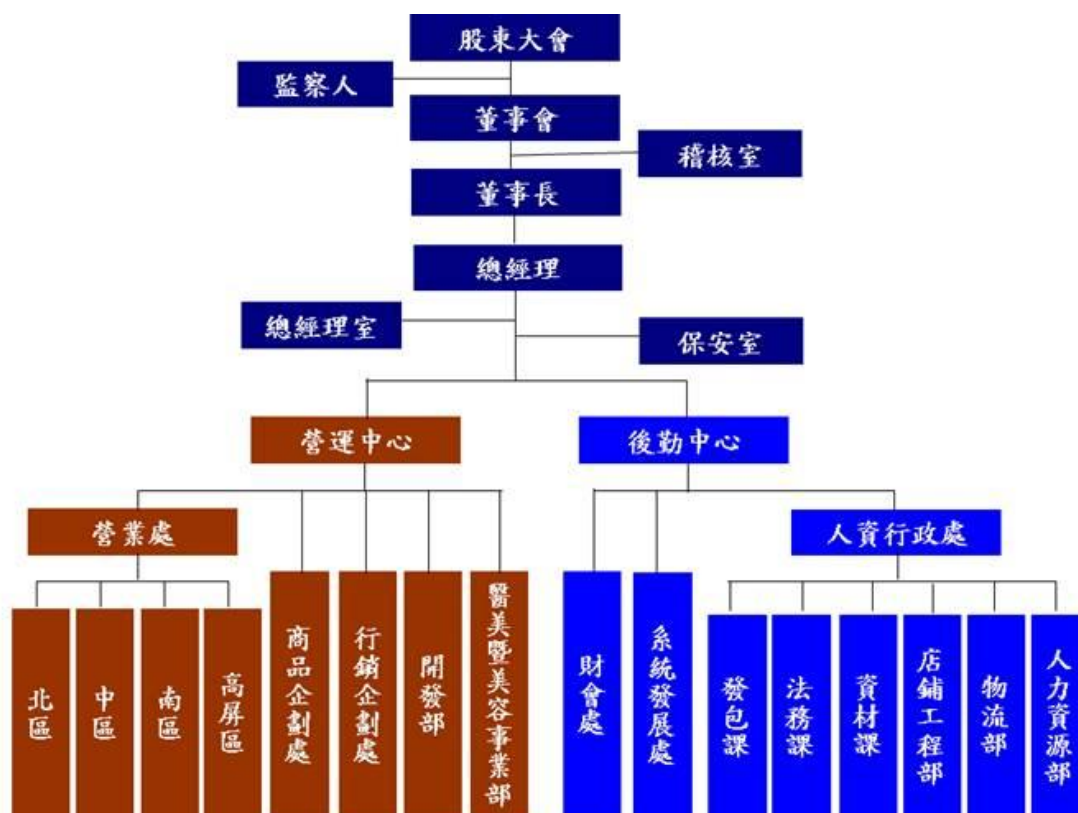 股東大會
監察人
董事會
稽核室
董事長
總經理
總經理室
保安室
營運中心
後勤中心
營業處
人資行政處
北區
中區
南區
高屏區
商品企劃處
行銷企劃處
開發部
醫美暨美容事業部
財會處
系統發展處
發包課
法務課
資材課
店鋪工程部
物流部
人力資源部